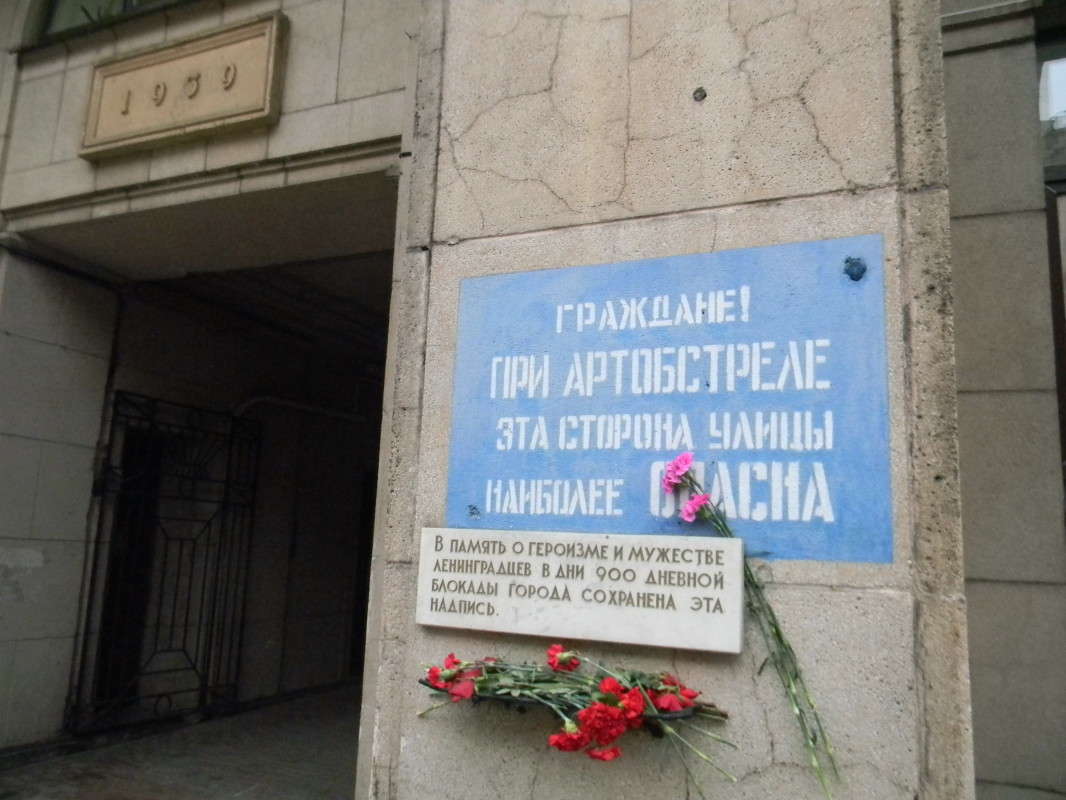 1939
ГРАЖДАНЕ!
ПРИ АРТОБСТРЕЛЕ
ЭТА СТОРОНА УЛИЦЫ
НАИБОЛЕЕ ОПАСНА
В ПАМЯТЬ О ГЕРОИЗМЕ И МУЖЕСТВЕ
ЛЕНИНГРАДЦЕВ В ДНИ 900 ДНЕВНОЙ
БЛОКАДЫ ГОРОДА СОХРАНЕНА ЭТА
НАДПИСЬ.